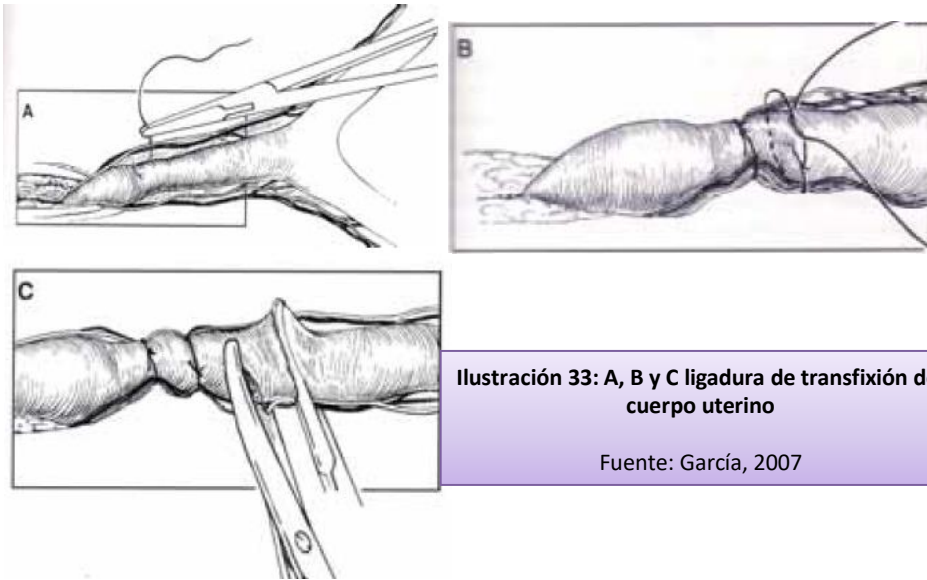 A
B
C
Ilustración 33: A, B y C ligadura de transfixión d
cuerpo uterino
Fuente: García, 2007